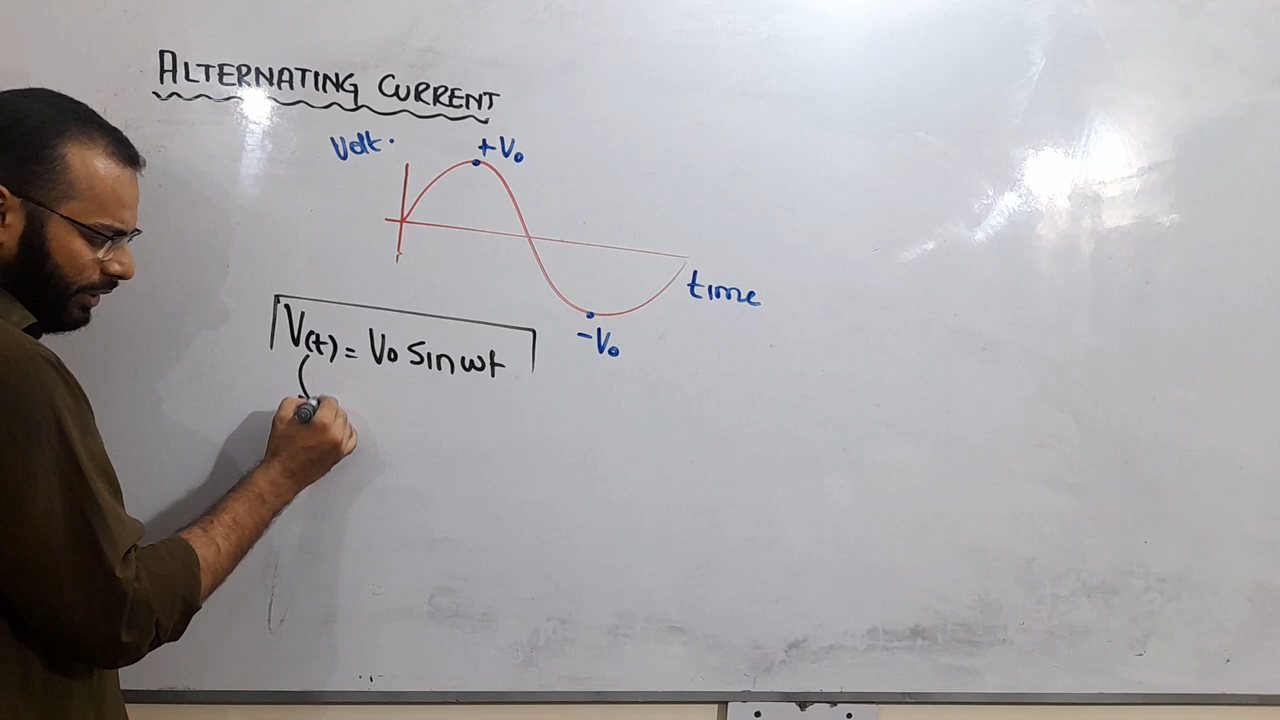 ALTERNATING CURRENT
Volt.
+V₀
time
-V₀
V(t) = V₀ Sin ωt